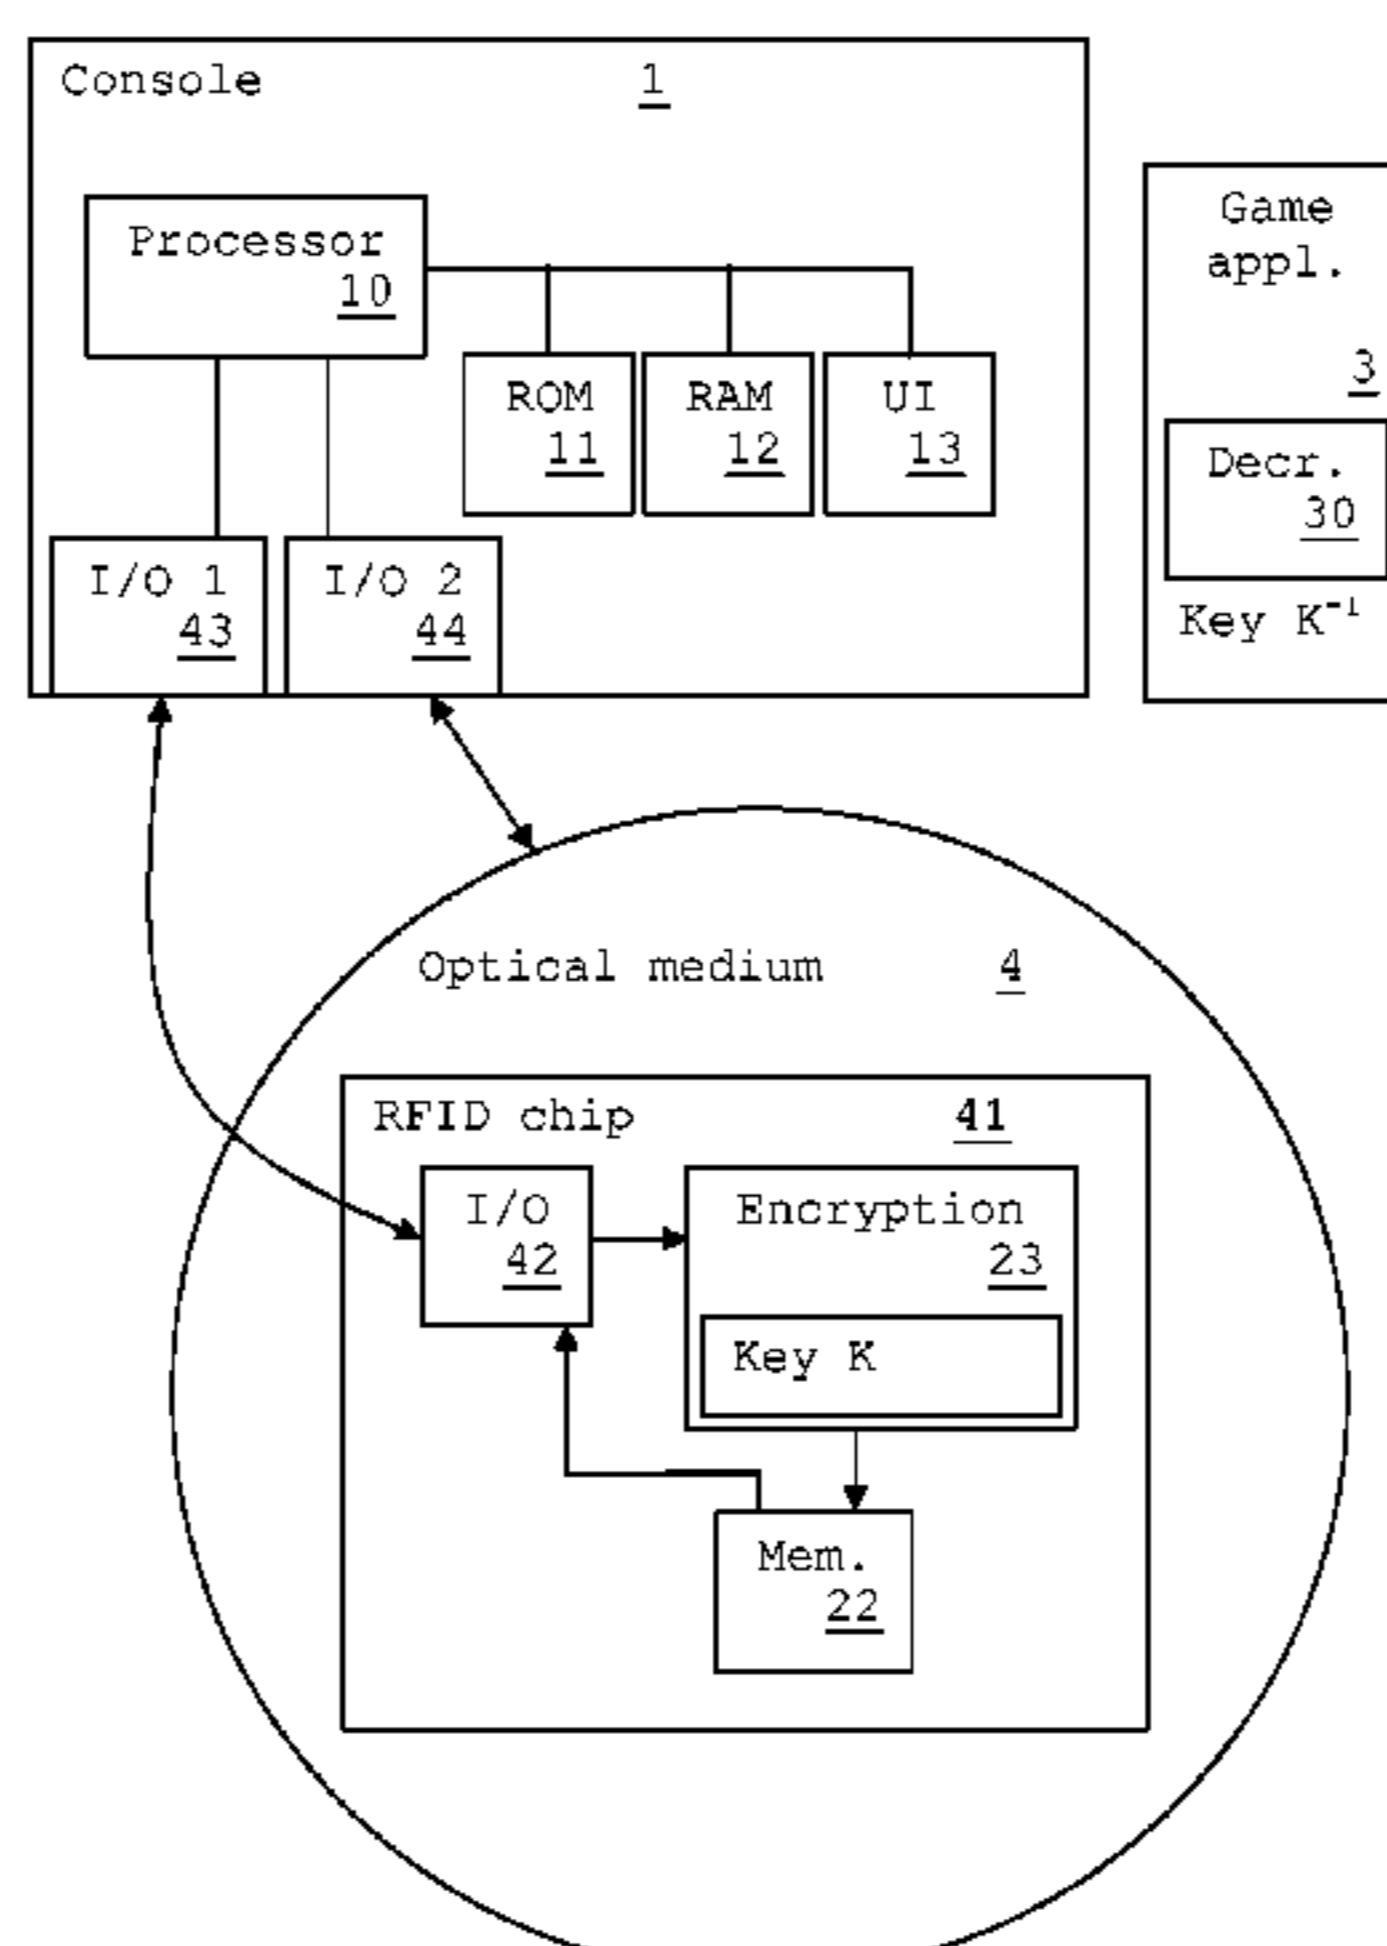 Console 1
Processor
10
ROM
11
RAM
12
UI
13
I/O 1
43
I/O 2
44
Game
appl.
3
Decr.
30
Key K⁻¹
Optical medium 4
RFID chip 41
I/O
42
Encryption
23
Key K
Mem.
22